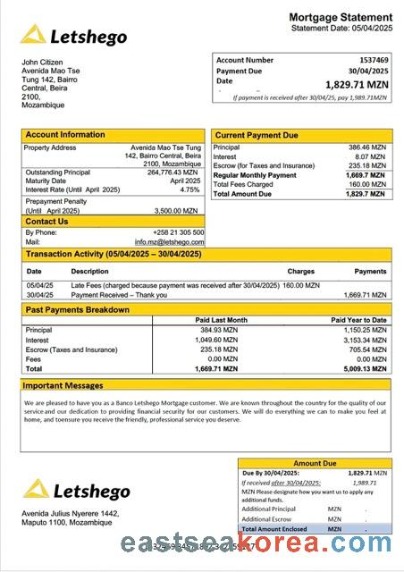 Mortgage Statement
Statement Date: 05/04/2025
Letshego
John Citizen
Avenida Mao Tse
Tung 142, Bairro
Central, Beira
2100,
Mozambique
Account Number 1537469
Payment Due 30/04/2025
Date
1,829.71 MZN
If payment is received after 30/04/25, pay 1,989.71MZN
Account Information
Property Address Avenida Mao Tse Tung
142, Bairro Central, Beira
2100, Mozambique
Outstanding Principal 264,776.43 MZN
Maturity Date April 2025
Interest Rate (Until April 2025) 4.75%
Prepayment Penalty
(Until April 2025) 3,500.00 MZN
Contact Us
By Phone: +258 21 305 500
Mail: info.mz@letshego.com
Current Payment Due
Principal 386.46 MZN
Interest 8.07 MZN
Escrow (for Taxes and Insurance) 235.18 MZN
Regular Monthly Payment 1,669.7 MZN
Total Fees Charged 160.00 MZN
Total Amount Due 1,829.7 MZN
Transaction Activity (05/04/2025 – 30/04/2025)
Date Description Charges Payments
05/04/25 Late Fees (charged because payment was received after 30/04/2025) 160.00 MZN
30/04/25 Payment Received – Thank you 1,669.71 MZN
Past Payments Breakdown
Paid Last Month Paid Year to Date
Principal 384.93 MZN 1,150.25 MZN
Interest 1,049.60 MZN 3,153.34 MZN
Escrow (Taxes and Insurance) 235.18 MZN 705.54 MZN
Fees 0.00 MZN 0.00 MZN
Total 1,669.71 MZN 5,009.13 MZN
Important Messages
We are pleased to have you as a Banco Letshego Mortgage customer. We are known throughout the country for the quality of our
service and our dedication to providing financial security for our customers. We will do everything we can to make you feel at
home, and toensure you receive the friendly, professional service you deserve.
Letshego
Avenida Julius Nyerere 1442,
Maputo 1100, Mozambique
Amount Due
Due By 30/04/2025: 1,829.71 MZN
If received after 30/04/2025: 1,989.71
MZN Please designate how you want us to apply any
additional funds.
Additional Principal MZN
Additional Escrow MZN
Total Amount Enclosed MZN
eastseakorea.com